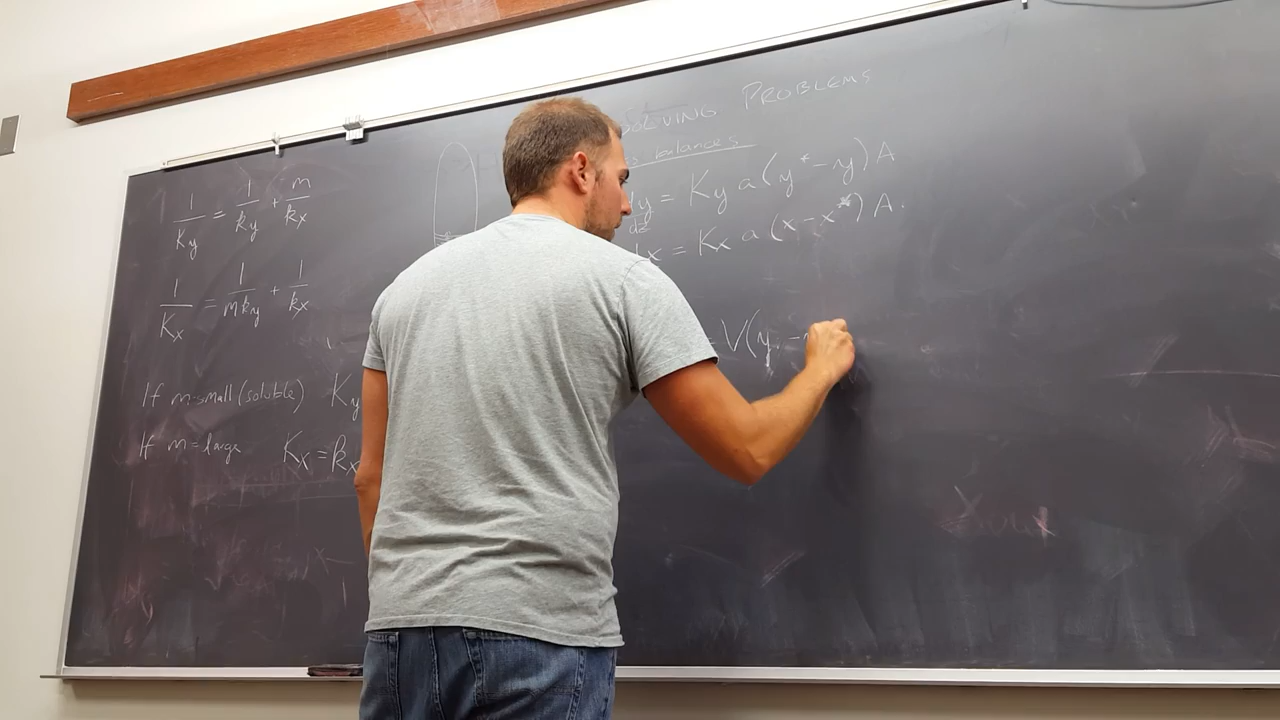 SOLVING PROBLEMS
balances
1/Ky = 1/ky + m/kx
1/Kx = 1/mky + 1/kx
If m-small (soluble) Ky
If m = large Kx = kx
dy = Ky a (y* - y) A
dz
= Kx a (x - x*) A.
= V(y. -